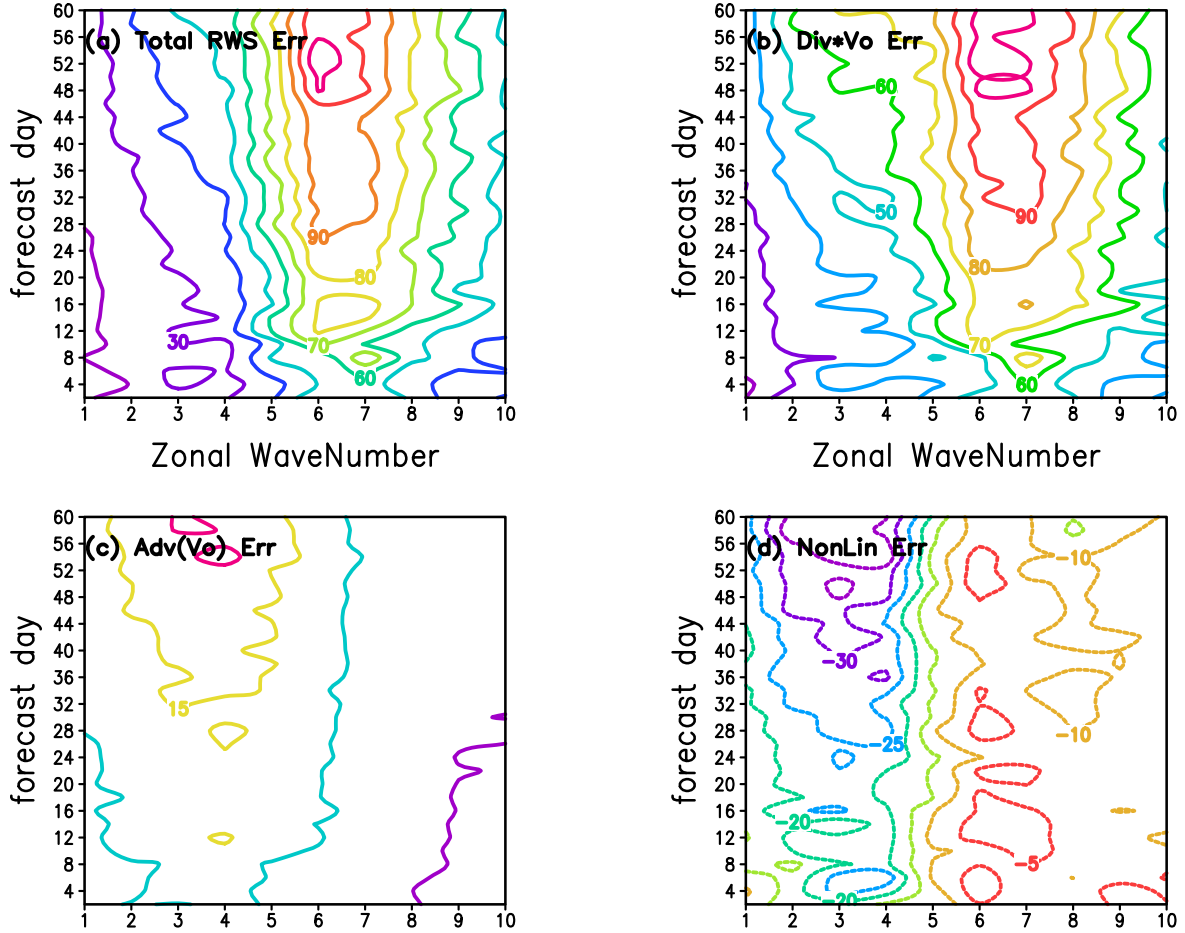 60 60
(a) Total RWS Err (b) Div*Vo Err
56 56
52 52
48 60 48
44 44
40 40
36 36
32 32
50
28 90 28 90
24 24
20 80 20 80
16 16
12 12
30 70 70
8 8
4 60 4 60
1 2 3 4 5 6 7 8 9 10 1 2 3 4 5 6 7 8 9 10
Zonal WaveNumber Zonal WaveNumber
forecast day forecast day
60 60
(c) Adv(Vo) Err (d) NonLin Err
56 56 -10
52 52
48 48
44 44
40 40
-30
36 36
32 15 32
28 28 -10
-25
24 24
20 20
16 16
-20
12 12
8 8 -5
4 4
-20
1 2 3 4 5 6 7 8 9 10 1 2 3 4 5 6 7 8 9 10
forecast day forecast day